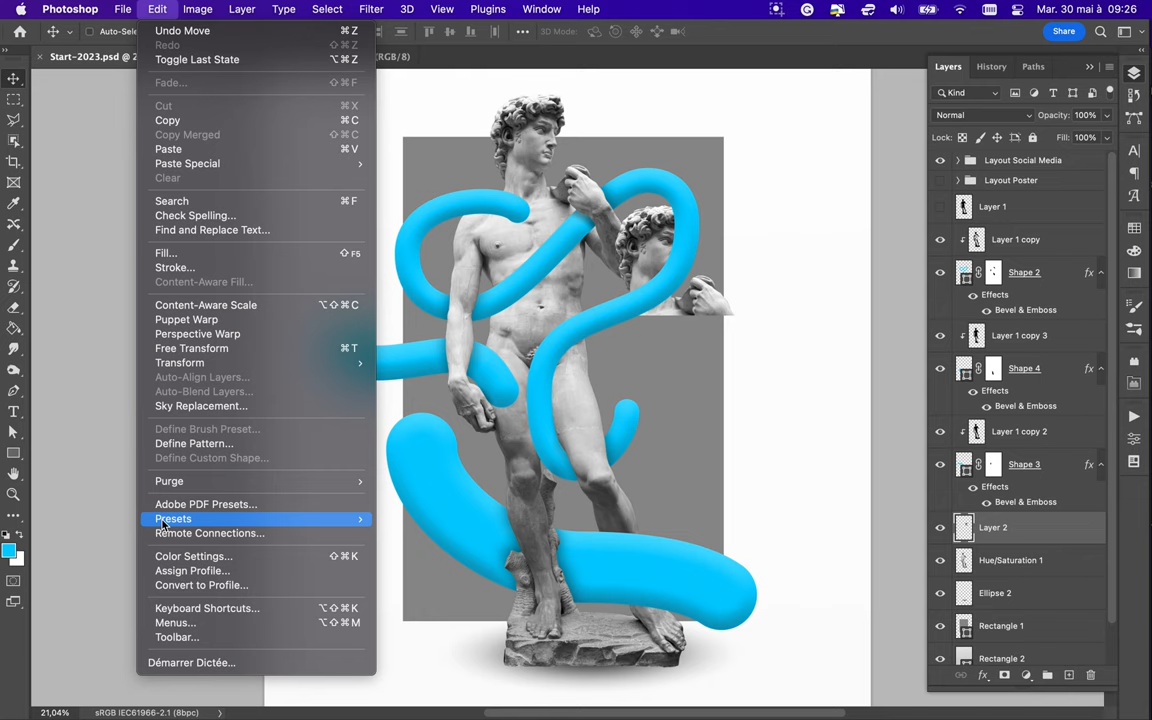 Photoshop File Edit Image Layer Type Select Filter 3D View Plugins Window Help Mar. 30 mai à 09:26
Auto-Sele 3D Mode: Share
Start-2023.psd @ 2 (RGB/8)
Undo Move ⌘Z
Redo ⇧⌘Z
Toggle Last State ⌥⌘Z
Fade... ⇧⌘F
Cut ⌘X
Copy ⌘C
Copy Merged ⇧⌘C
Paste ⌘V
Paste Special
Clear
Search ⌘F
Check Spelling...
Find and Replace Text...
Fill... ⇧F5
Stroke...
Content-Aware Fill...
Content-Aware Scale ⌥⇧⌘C
Puppet Warp
Perspective Warp
Free Transform ⌘T
Transform
Auto-Align Layers...
Auto-Blend Layers...
Sky Replacement...
Define Brush Preset...
Define Pattern...
Define Custom Shape...
Purge
Adobe PDF Presets...
Presets
Remote Connections...
Color Settings... ⇧⌘K
Assign Profile...
Convert to Profile...
Keyboard Shortcuts... ⌥⇧⌘K
Menus... ⌥⇧⌘M
Toolbar...
Démarrer Dictée...
Layers History Paths
Kind
Normal Opacity: 100%
Lock: Fill: 100%
Layout Social Media
Layout Poster
Layer 1
Layer 1 copy
Shape 2 fx
Effects
Bevel & Emboss
Layer 1 copy 3
Shape 4 fx
Effects
Bevel & Emboss
Layer 1 copy 2
Shape 3 fx
Effects
Bevel & Emboss
Layer 2
Hue/Saturation 1
Ellipse 2
Rectangle 1
Rectangle 2
fx
21,04% sRGB IEC61966-2.1 (8bpc)